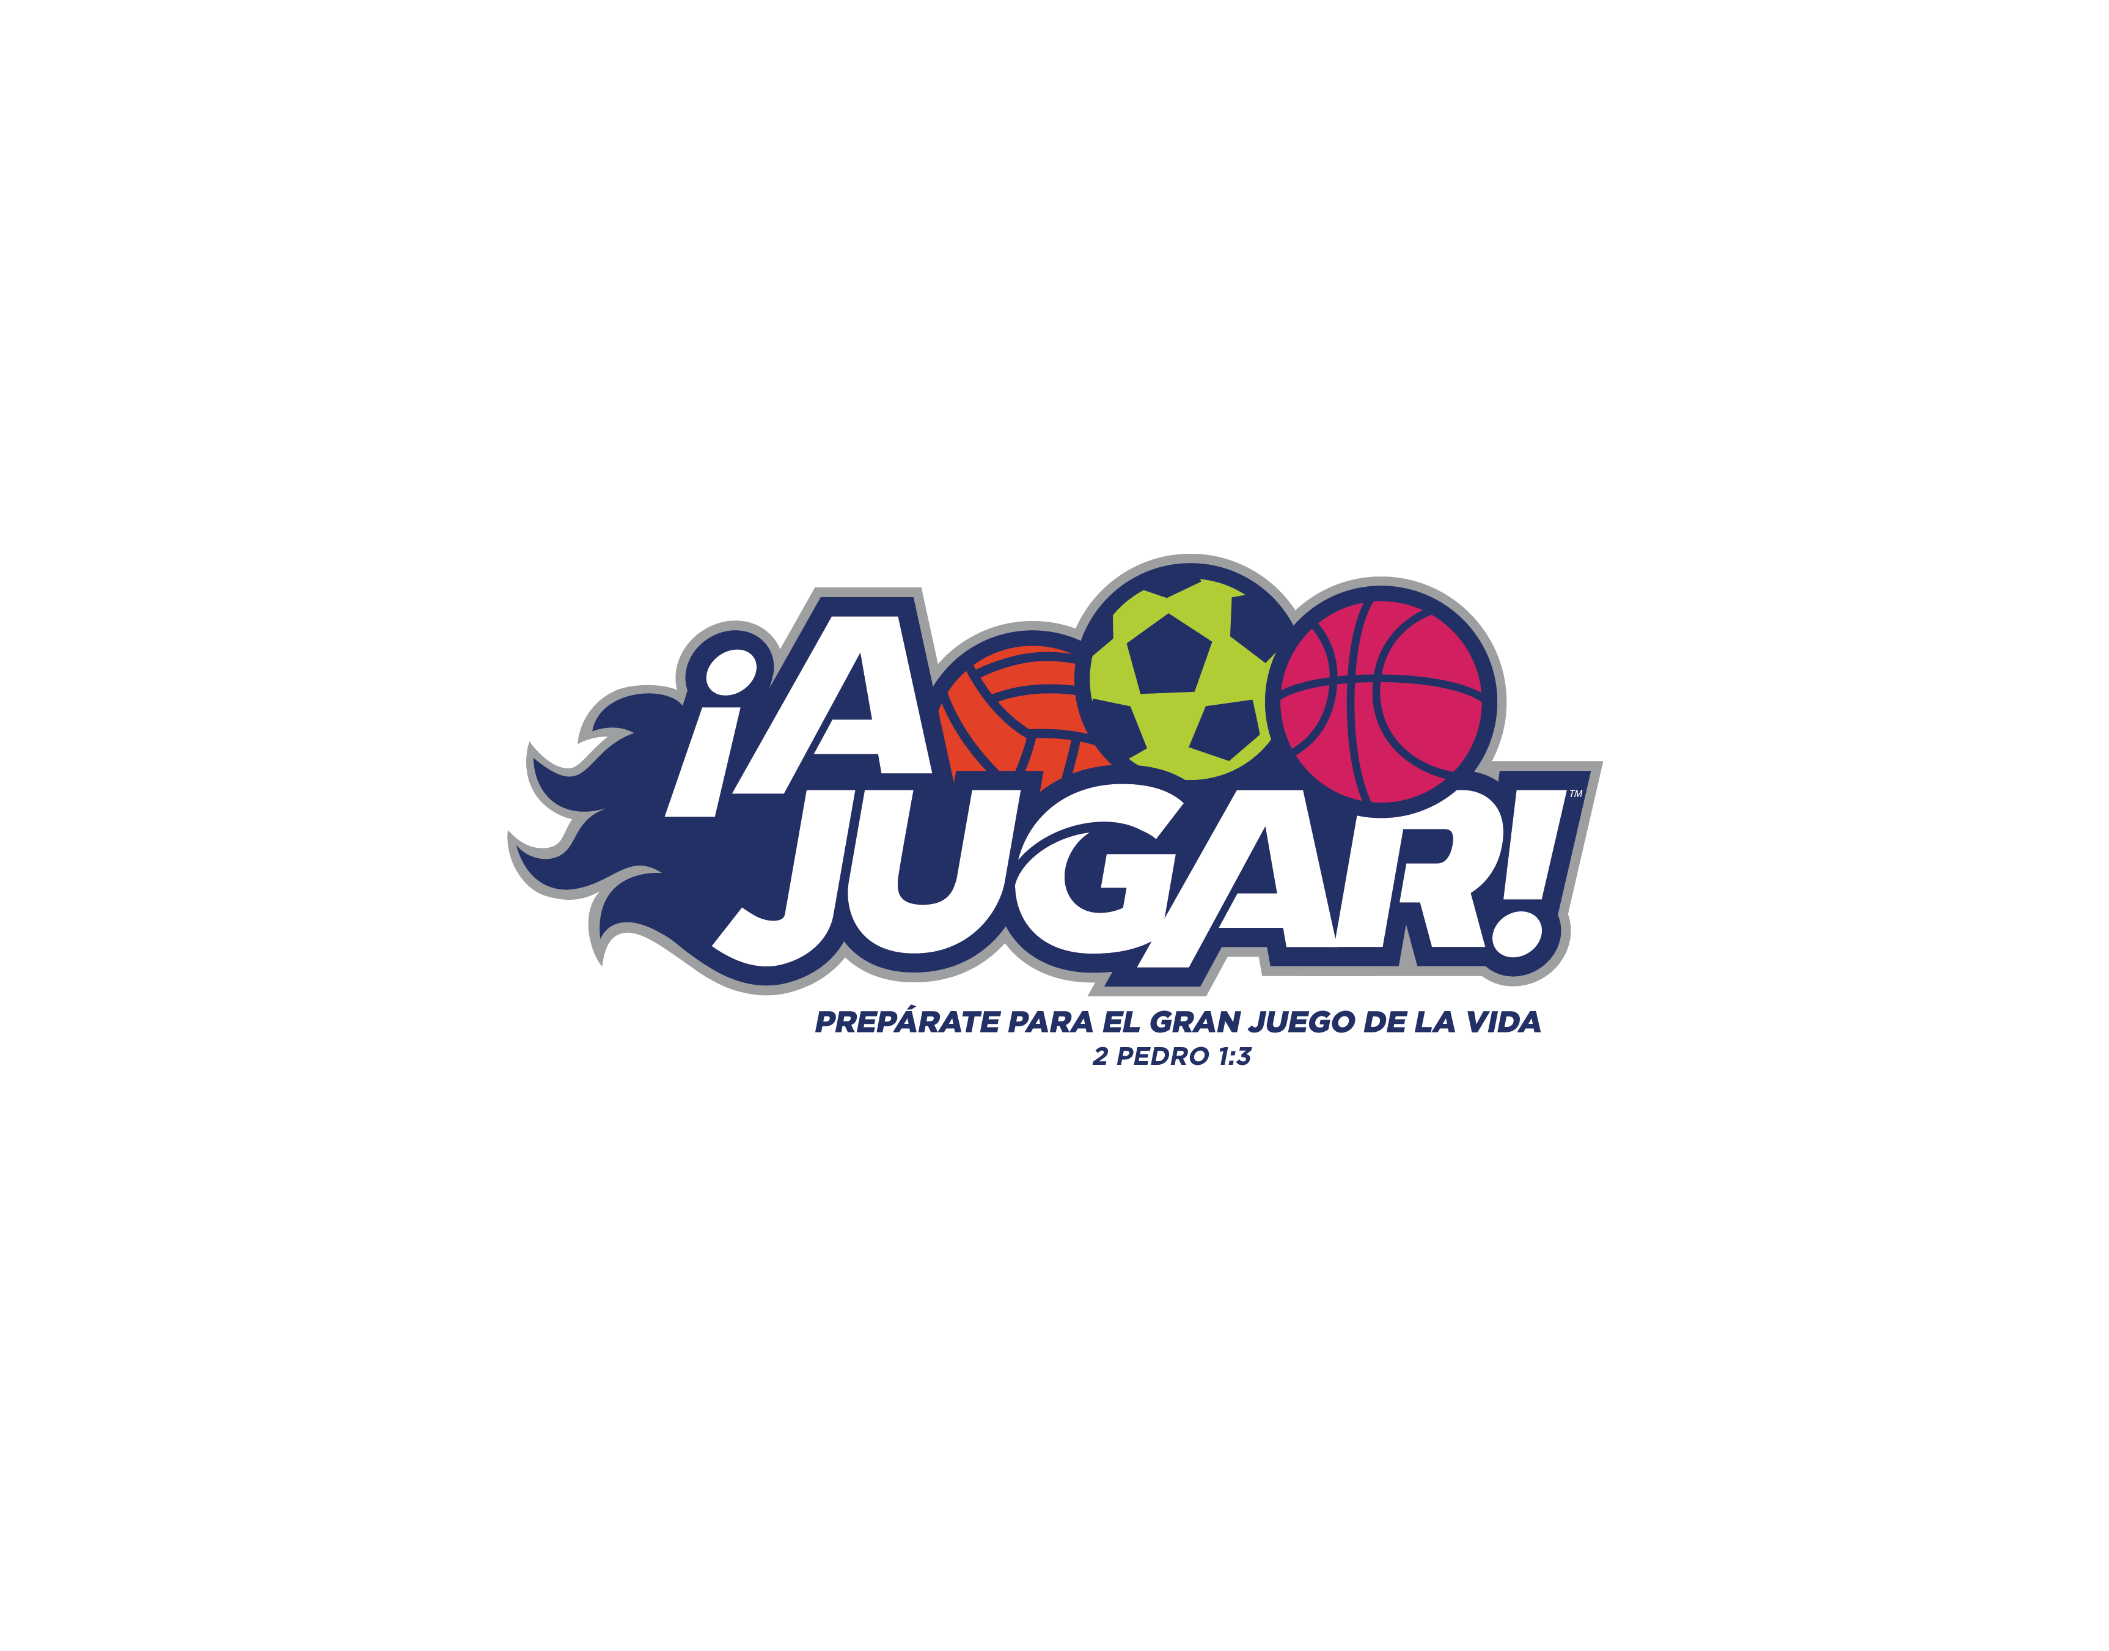 ¡A
JUGAR!
TM
PREPÁRATE PARA EL GRAN JUEGO DE LA VIDA
2 PEDRO 1:3